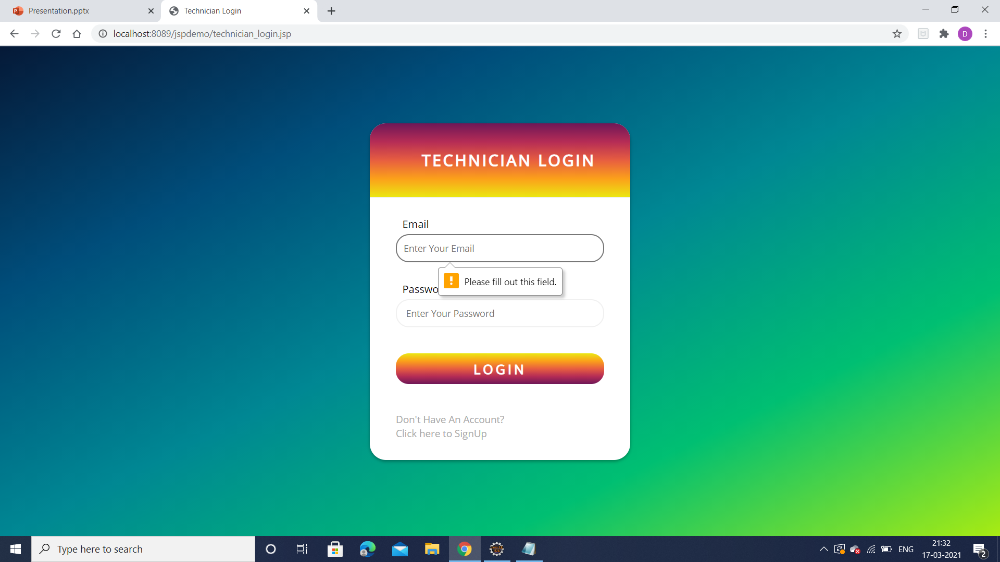 Presentation.pptx
Technician Login
localhost:8089/jspdemo/technician_login.jsp
D
TECHNICIAN LOGIN
Email
Enter Your Email
Please fill out this field.
Passwo
Enter Your Password
LOGIN
Don't Have An Account?
Click here to SignUp
Type here to search
ENG
21:32
17-03-2021
2